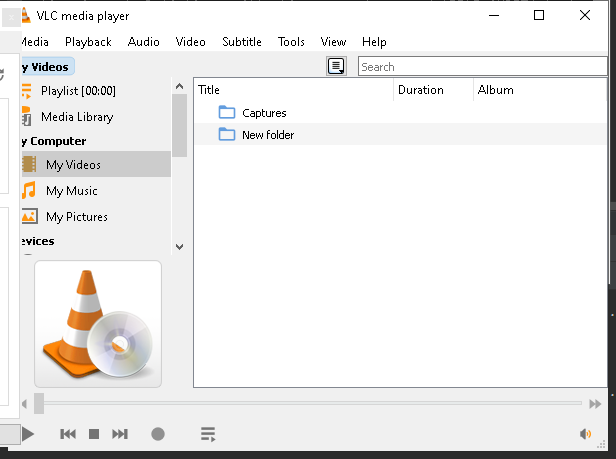 VLC media player
Media Playback Audio Video Subtitle Tools View Help
y Videos
Search
Playlist [00:00]
Media Library
y Computer
My Videos
My Music
My Pictures
evices
Title Duration Album
Captures
New folder